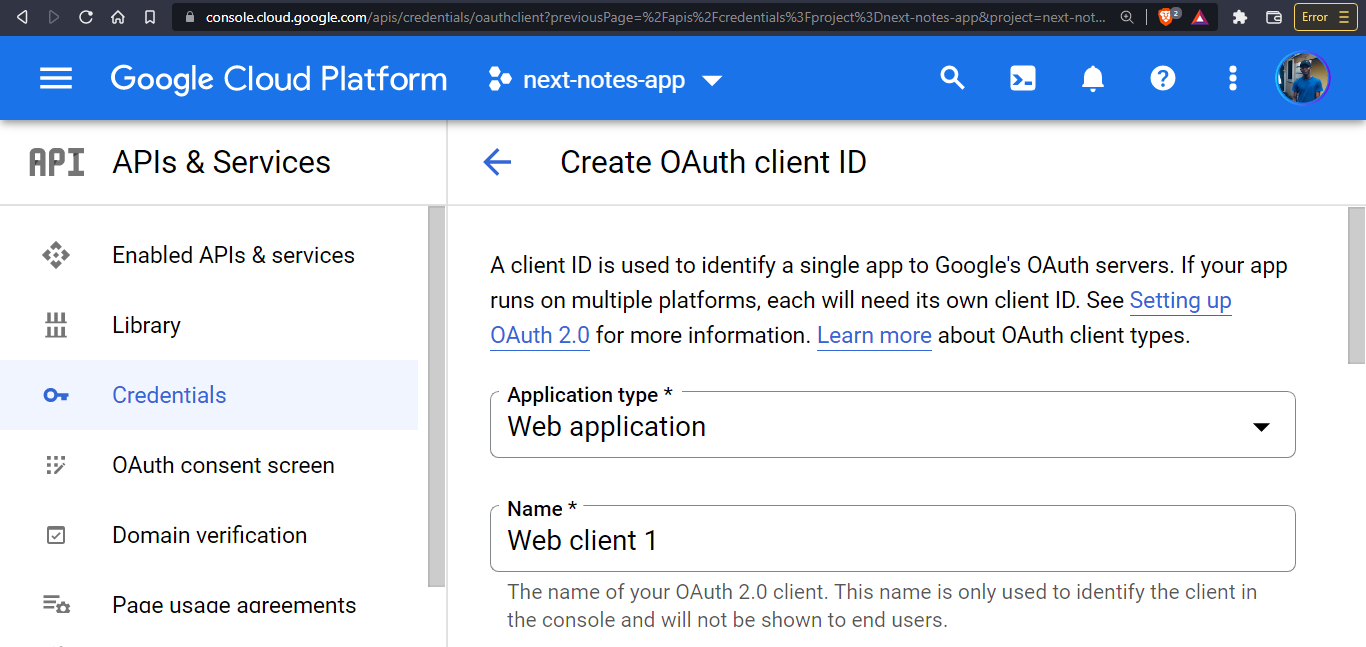 console.cloud.google.com/apis/credentials/oauthclient?previousPage=%2Fapis%2Fcredentials%3Fproject%3Dnext-notes-app&project=next-not...
2
Error
Google Cloud Platform
next-notes-app
API
APIs & Services
Create OAuth client ID
Enabled APIs & services
Library
Credentials
OAuth consent screen
Domain verification
Page usage agreements
A client ID is used to identify a single app to Google's OAuth servers. If your app
runs on multiple platforms, each will need its own client ID. See Setting up
OAuth 2.0 for more information. Learn more about OAuth client types.
Application type *
Web application
Name *
Web client 1
The name of your OAuth 2.0 client. This name is only used to identify the client in
the console and will not be shown to end users.